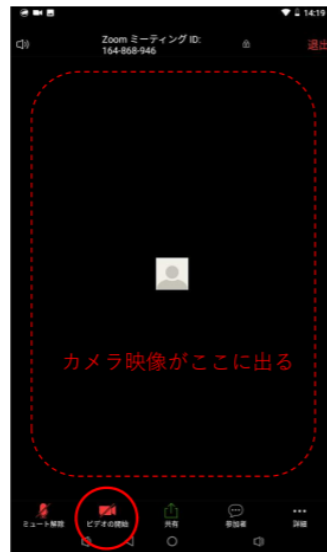 14:19
Zoom ミーティング ID:
164-868-946
退出
カメラ映像がここに出る
ミュート解除
ビデオの開始
共有
参加者
詳細